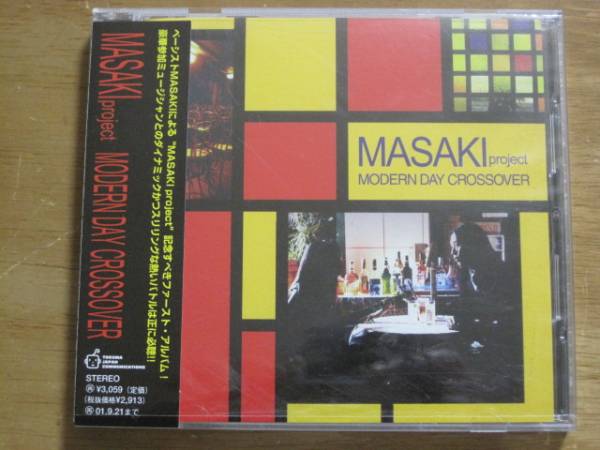 MASAKI project MODERN DAY CROSSOVER
ベーシストMASAKIによる“MASAKI project”記念すべきファースト・アルバム！
豪華参加ミュージシャンとのダイナミックかつスリリングな熱いバトルは正に必聴!!
TOKUMA
JAPAN
COMMUNICATIONS
STEREO
¥3,059（定価）
（税抜価格¥2,913）
01.9.21まで
MASAKI project
MODERN DAY CROSSOVER